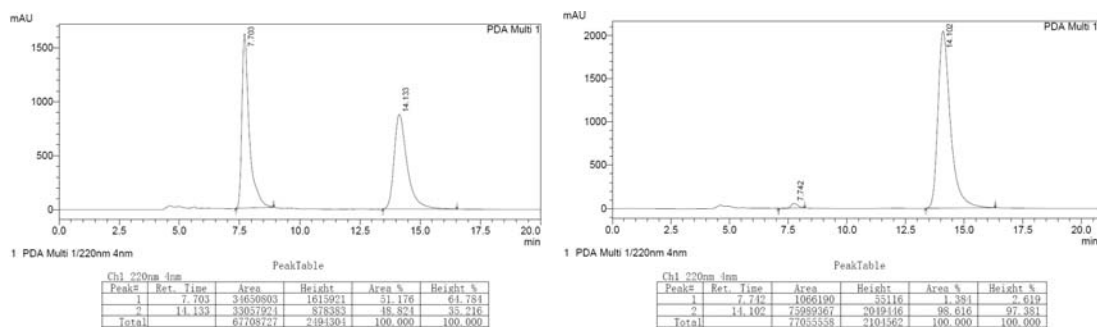 mAU
PDA Multi 1
7.703
14.133
1500
1000
500
0
0.0 2.5 5.0 7.5 10.0 12.5 15.0 17.5 20.0
min
1 PDA Multi 1/220nm 4nm
PeakTable
Ch1 220nm 4nm
Peak# Ret. Time Area Height Area % Height %
1 7.703 34650803 1615921 51.176 64.784
2 14.133 33057924 878383 48.824 35.216
Total 67708727 2494304 100.000 100.000
mAU
PDA Multi 1
14.102
7.742
2000
1500
1000
500
0
0.0 2.5 5.0 7.5 10.0 12.5 15.0 17.5 20.0
min
1 PDA Multi 1/220nm 4nm
PeakTable
Ch1 220nm 4nm
Peak# Ret. Time Area Height Area % Height %
1 7.742 1066190 55116 1.384 2.619
2 14.102 75989367 2049446 98.616 97.381
Total 77055558 2104562 100.000 100.000